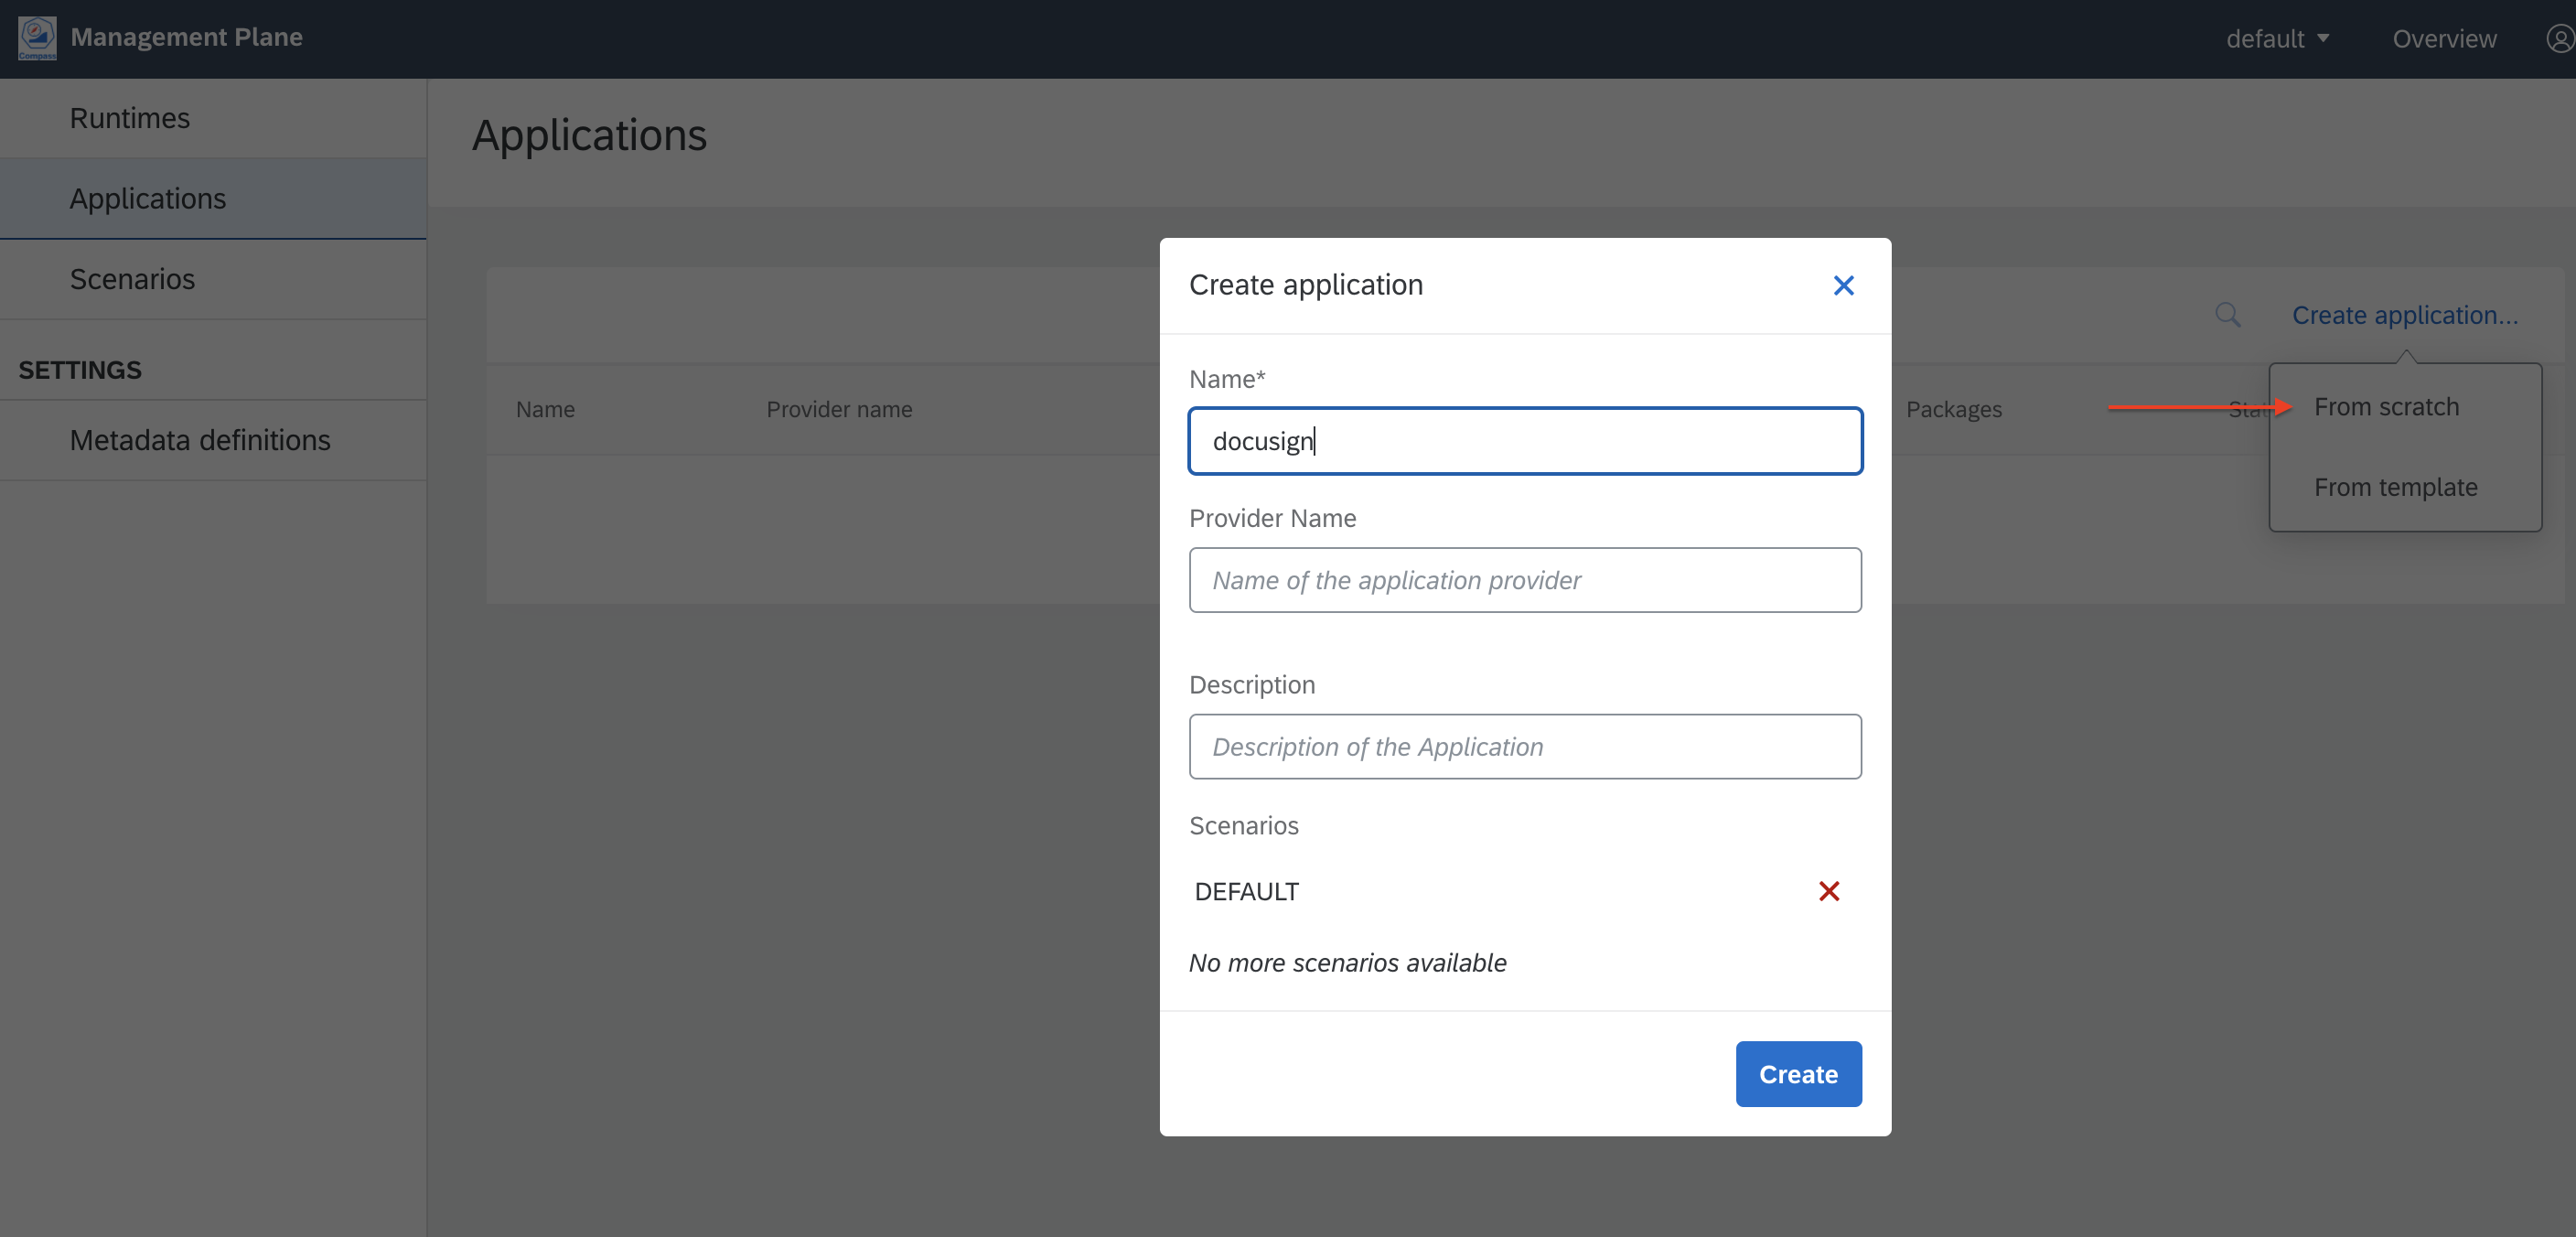 Compass
Management Plane
default
Overview
Runtimes
Applications
Scenarios
SETTINGS
Metadata definitions
Applications
Create application...
From scratch
From template
Name
Provider name
Packages
Create application
Name*
docusign
Provider Name
Name of the application provider
Description
Description of the Application
Scenarios
DEFAULT
No more scenarios available
Create